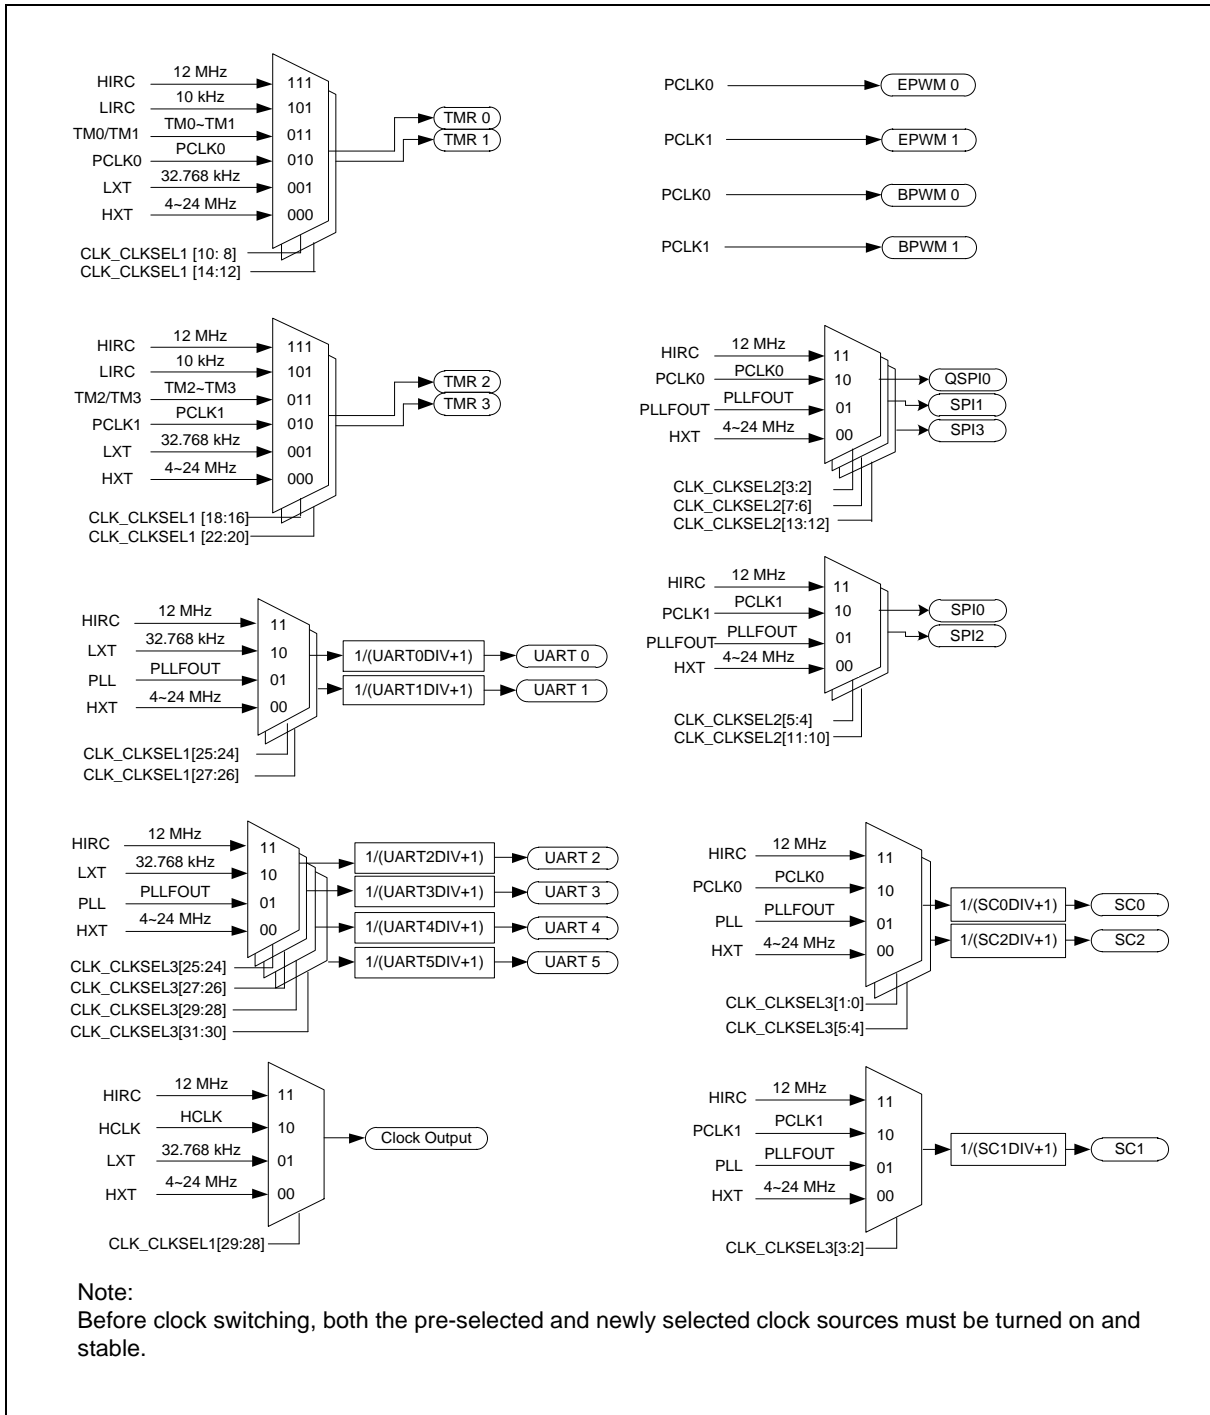 HIRC 12 MHz 111
LIRC 10 kHz 101
TM0/TM1 TM0~TM1 011
PCLK0 PCLK0 010
LXT 32.768 kHz 001
HXT 4~24 MHz 000
TMR 0
TMR 1
CLK_CLKSEL1 [10: 8]
CLK_CLKSEL1 [14:12]
PCLK0 EPWM 0
PCLK1 EPWM 1
PCLK0 BPWM 0
PCLK1 BPWM 1
HIRC 12 MHz 111
LIRC 10 kHz 101
TM2/TM3 TM2~TM3 011
PCLK1 PCLK1 010
LXT 32.768 kHz 001
HXT 4~24 MHz 000
TMR 2
TMR 3
CLK_CLKSEL1 [18:16]
CLK_CLKSEL1 [22:20]
HIRC 12 MHz 11
PCLK0 PCLK0 10
PLLFOUT PLLFOUT 01
HXT 4~24 MHz 00
QSPI0
SPI1
SPI3
CLK_CLKSEL2[3:2]
CLK_CLKSEL2[7:6]
CLK_CLKSEL2[13:12]
HIRC 12 MHz 11
LXT 32.768 kHz 10
PLL PLLFOUT 01
HXT 4~24 MHz 00
1/(UART0DIV+1) UART 0
1/(UART1DIV+1) UART 1
CLK_CLKSEL1[25:24]
CLK_CLKSEL1[27:26]
HIRC 12 MHz 11
PCLK1 PCLK1 10
PLLFOUT PLLFOUT 01
HXT 4~24 MHz 00
SPI0
SPI2
CLK_CLKSEL2[5:4]
CLK_CLKSEL2[11:10]
HIRC 12 MHz 11
LXT 32.768 kHz 10
PLL PLLFOUT 01
HXT 4~24 MHz 00
1/(UART2DIV+1) UART 2
1/(UART3DIV+1) UART 3
1/(UART4DIV+1) UART 4
1/(UART5DIV+1) UART 5
CLK_CLKSEL3[25:24]
CLK_CLKSEL3[27:26]
CLK_CLKSEL3[29:28]
CLK_CLKSEL3[31:30]
HIRC 12 MHz 11
PCLK0 PCLK0 10
PLL PLLFOUT 01
HXT 4~24 MHz 00
1/(SC0DIV+1) SC0
1/(SC2DIV+1) SC2
CLK_CLKSEL3[1:0]
CLK_CLKSEL3[5:4]
HIRC 12 MHz 11
HCLK HCLK 10
LXT 32.768 kHz 01
HXT 4~24 MHz 00
Clock Output
CLK_CLKSEL1[29:28]
HIRC 12 MHz 11
PCLK1 PCLK1 10
PLL PLLFOUT 01
HXT 4~24 MHz 00
1/(SC1DIV+1) SC1
CLK_CLKSEL3[3:2]
Note:
Before clock switching, both the pre-selected and newly selected clock sources must be turned on and
stable.